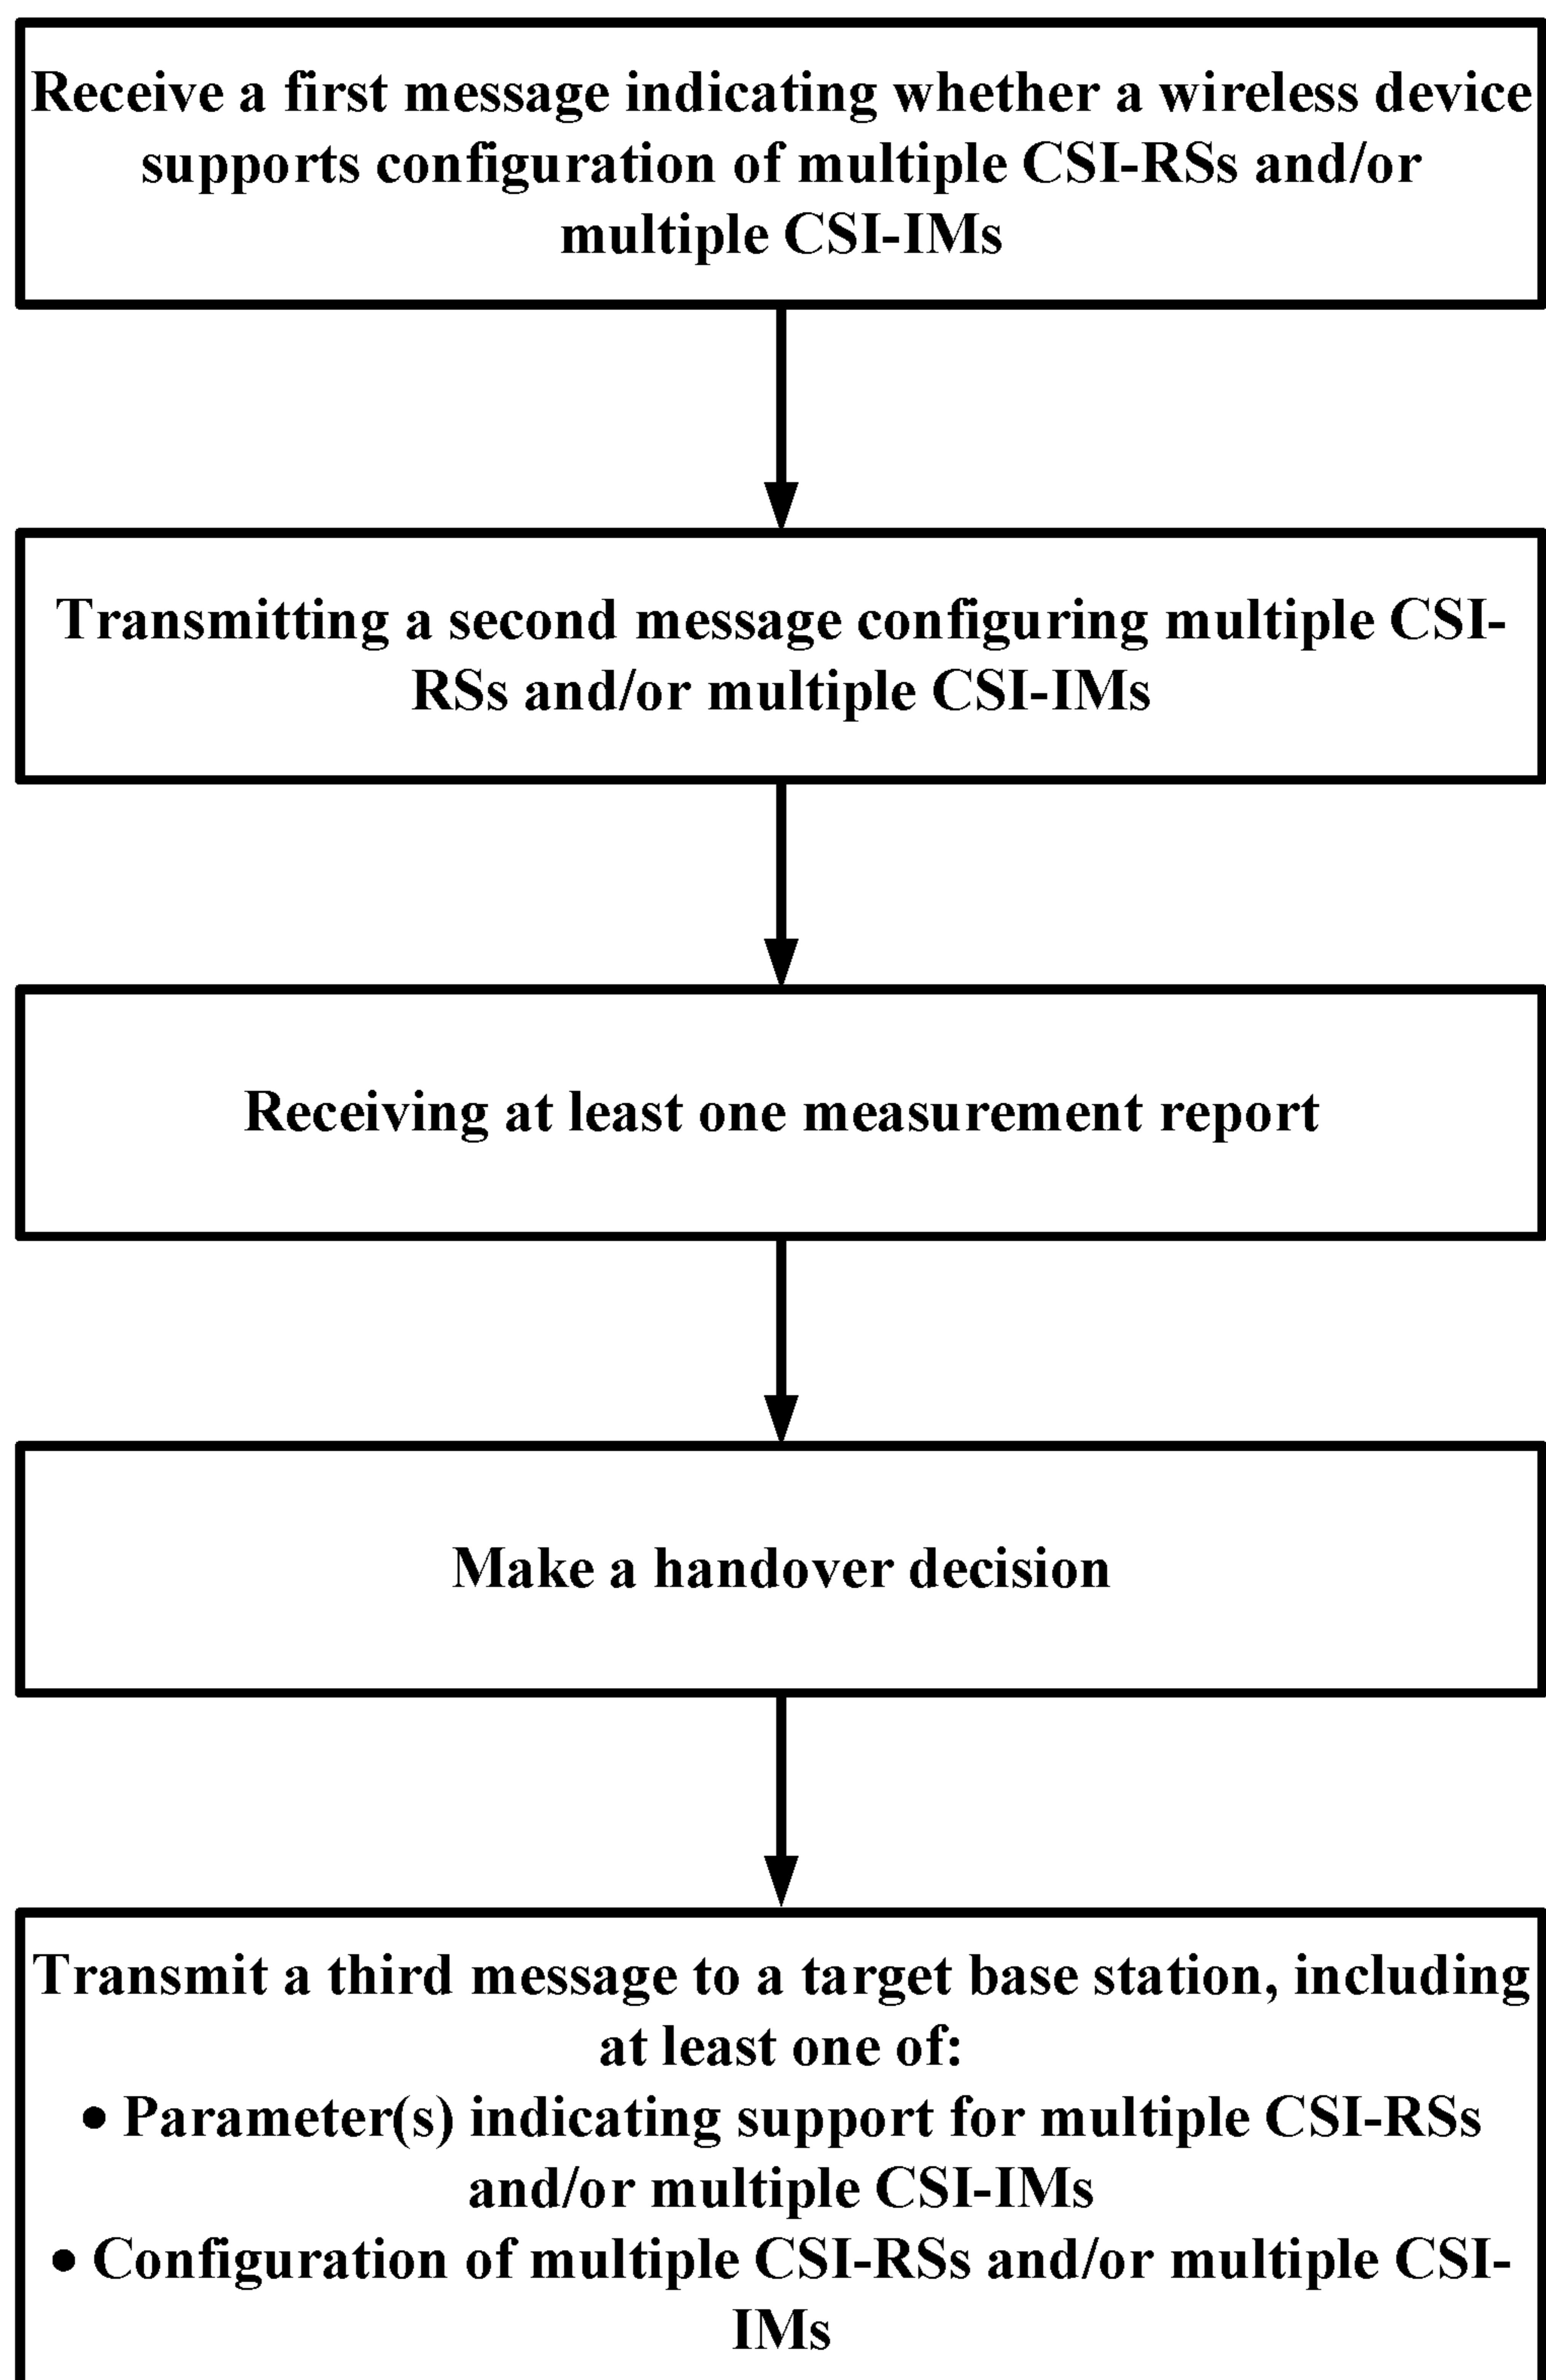 Receive a first message indicating whether a wireless device
supports configuration of multiple CSI-RSs and/or
multiple CSI-IMs
Transmitting a second message configuring multiple CSI-
RSs and/or multiple CSI-IMs
Receiving at least one measurement report
Make a handover decision
Transmit a third message to a target base station, including
at least one of:
• Parameter(s) indicating support for multiple CSI-RSs
and/or multiple CSI-IMs
• Configuration of multiple CSI-RSs and/or multiple CSI-
IMs